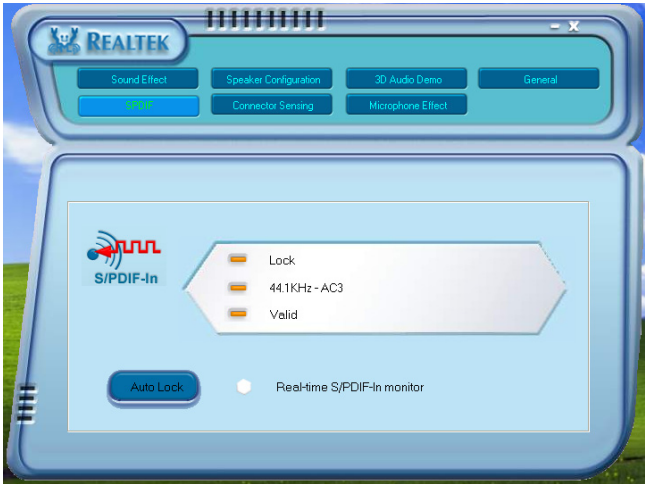 REALTEK
- X
Sound Effect
Speaker Configuration
3D Audio Demo
General
SPDIF
Connector Sensing
Microphone Effect
S/PDIF-In
Lock
44.1KHz - AC3
Valid
Auto Lock
Real-time S/PDIF-In monitor